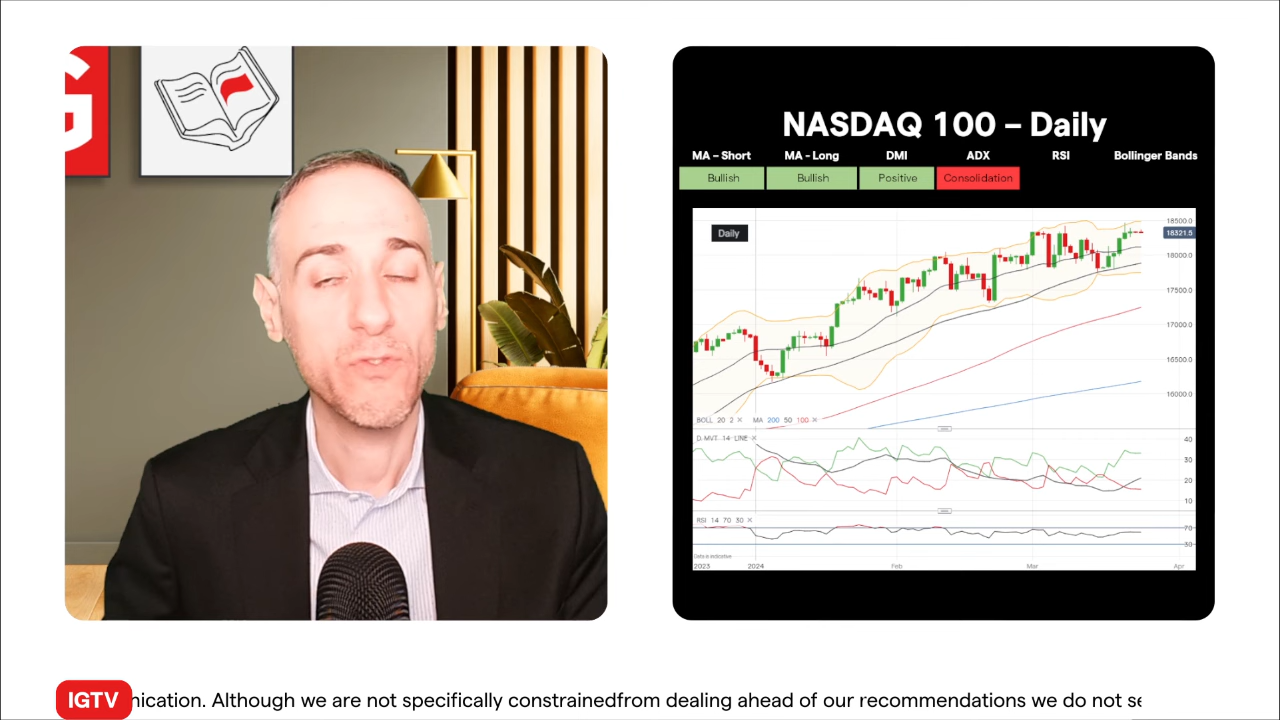 G
NASDAQ 100 – Daily
MA – Short MA - Long DMI ADX RSI Bollinger Bands
Bullish Bullish Positive Consolidation
Daily
18500.0
18321.5
18000.0
17500.0
17000.0
16500.0
16000.0
BOLL 20 2 × MA 200 50 100 ×
D. MVT 14 LINE ×
40
30
20
10
RSI 14 70 30 ×
70
30
Data is indicative
2023 2024 Feb Mar Apr
IGTV nication. Although we are not specifically constrainedfrom dealing ahead of our recommendations we do not se